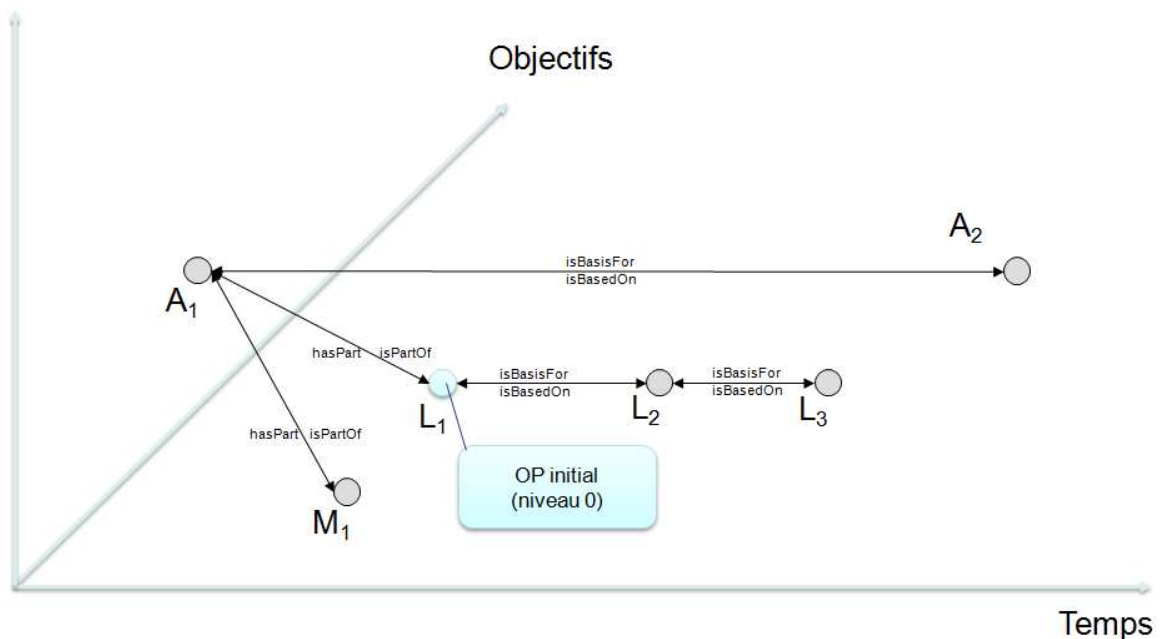 Objectifs
A₂
isBasisFor
isBasedOn
A₁
hasPart isPartOf
isBasisFor
isBasedOn
isBasisFor
isBasedOn
L₁
L₂
L₃
hasPart isPartOf
OP initial
(niveau 0)
M₁
Temps